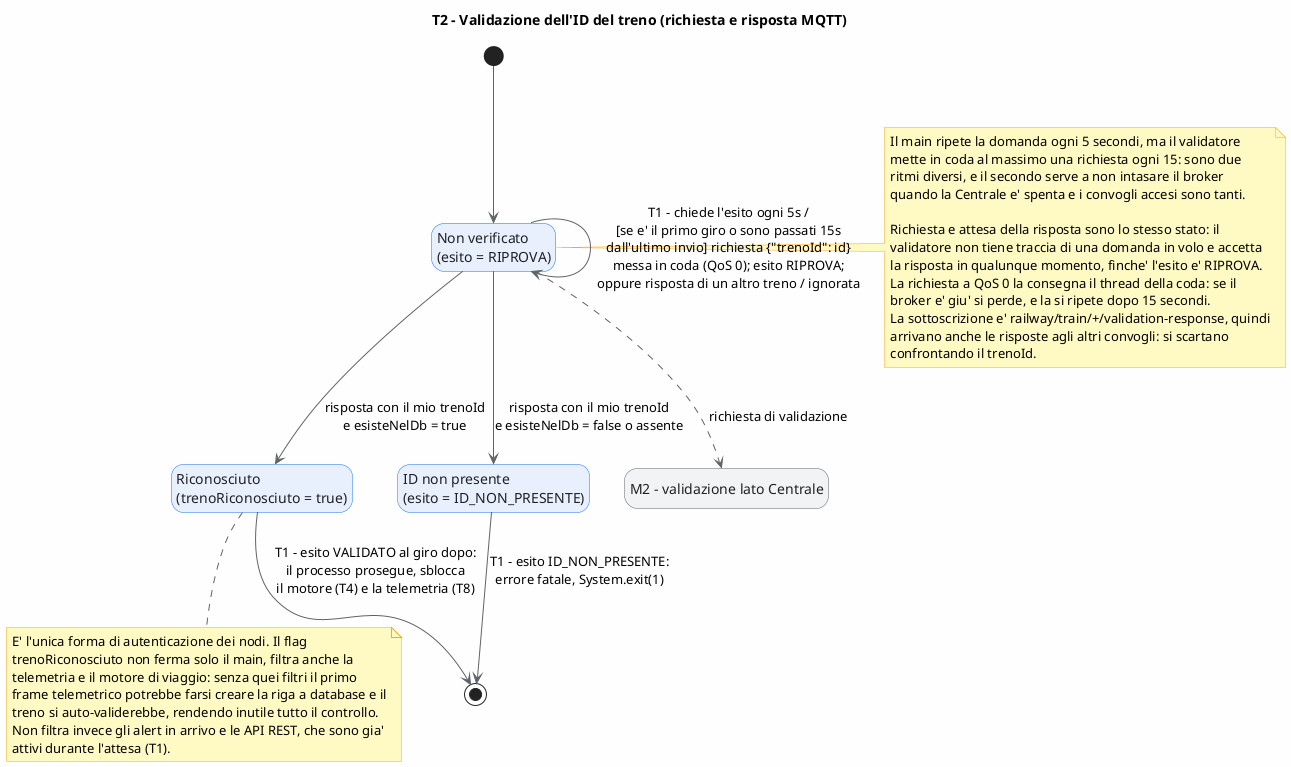 T2 - Validazione dell'ID del treno (richiesta e risposta MQTT)
Il main ripete la domanda ogni 5 secondi, ma il validatore
mette in coda al massimo una richiesta ogni 15: sono due
ritmi diversi, e il secondo serve a non intasare il broker
quando la Centrale e' spenta e i convogli accesi sono tanti.
Richiesta e attesa della risposta sono lo stesso stato: il
validatore non tiene traccia di una domanda in volo e accetta
la risposta in qualunque momento, finche' l'esito e' RIPROVA.
La richiesta a QoS 0 la consegna il thread della coda: se il
broker e' giu' si perde, e la si ripete dopo 15 secondi.
La sottoscrizione e' railway/train/+/validation-response, quindi
arrivano anche le risposte agli altri convogli: si scartano
confrontando il trenoId.
Non verificato
(esito = RIPROVA)
T1 - chiede l'esito ogni 5s /
[se e' il primo giro o sono passati 15s
dall'ultimo invio] richiesta {"trenoId": id}
messa in coda (QoS 0); esito RIPROVA;
oppure risposta di un altro treno / ignorata
risposta con il mio trenoId
e esisteNelDb = true
risposta con il mio trenoId
e esisteNelDb = false o assente
richiesta di validazione
Riconosciuto
(trenoRiconosciuto = true)
ID non presente
(esito = ID_NON_PRESENTE)
M2 - validazione lato Centrale
T1 - esito VALIDATO al giro dopo:
il processo prosegue, sblocca
il motore (T4) e la telemetria (T8)
T1 - esito ID_NON_PRESENTE:
errore fatale, System.exit(1)
E' l'unica forma di autenticazione dei nodi. Il flag
trenoRiconosciuto non ferma solo il main, filtra anche la
telemetria e il motore di viaggio: senza quei filtri il primo
frame telemetrico potrebbe farsi creare la riga a database e il
treno si auto-validerebbe, rendendo inutile tutto il controllo.
Non filtra invece gli alert in arrivo e le API REST, che sono gia'
attivi durante l'attesa (T1).